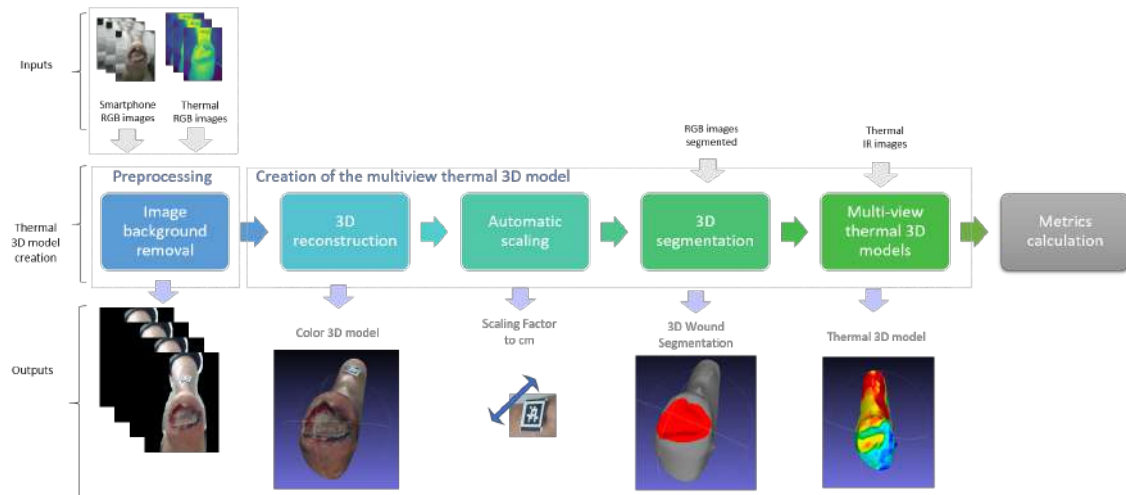 Inputs
Smartphone
RGB images
Thermal
RGB images
RGB images
segmented
Thermal
IR images
Thermal
3D model
creation
Preprocessing
Creation of the multiview thermal 3D model
Image
background
removal
3D
reconstruction
Automatic
scaling
3D
segmentation
Multi-view
thermal 3D
models
Metrics
calculation
Outputs
Color 3D model
Scaling Factor
to cm
3D Wound
Segmentation
Thermal 3D model